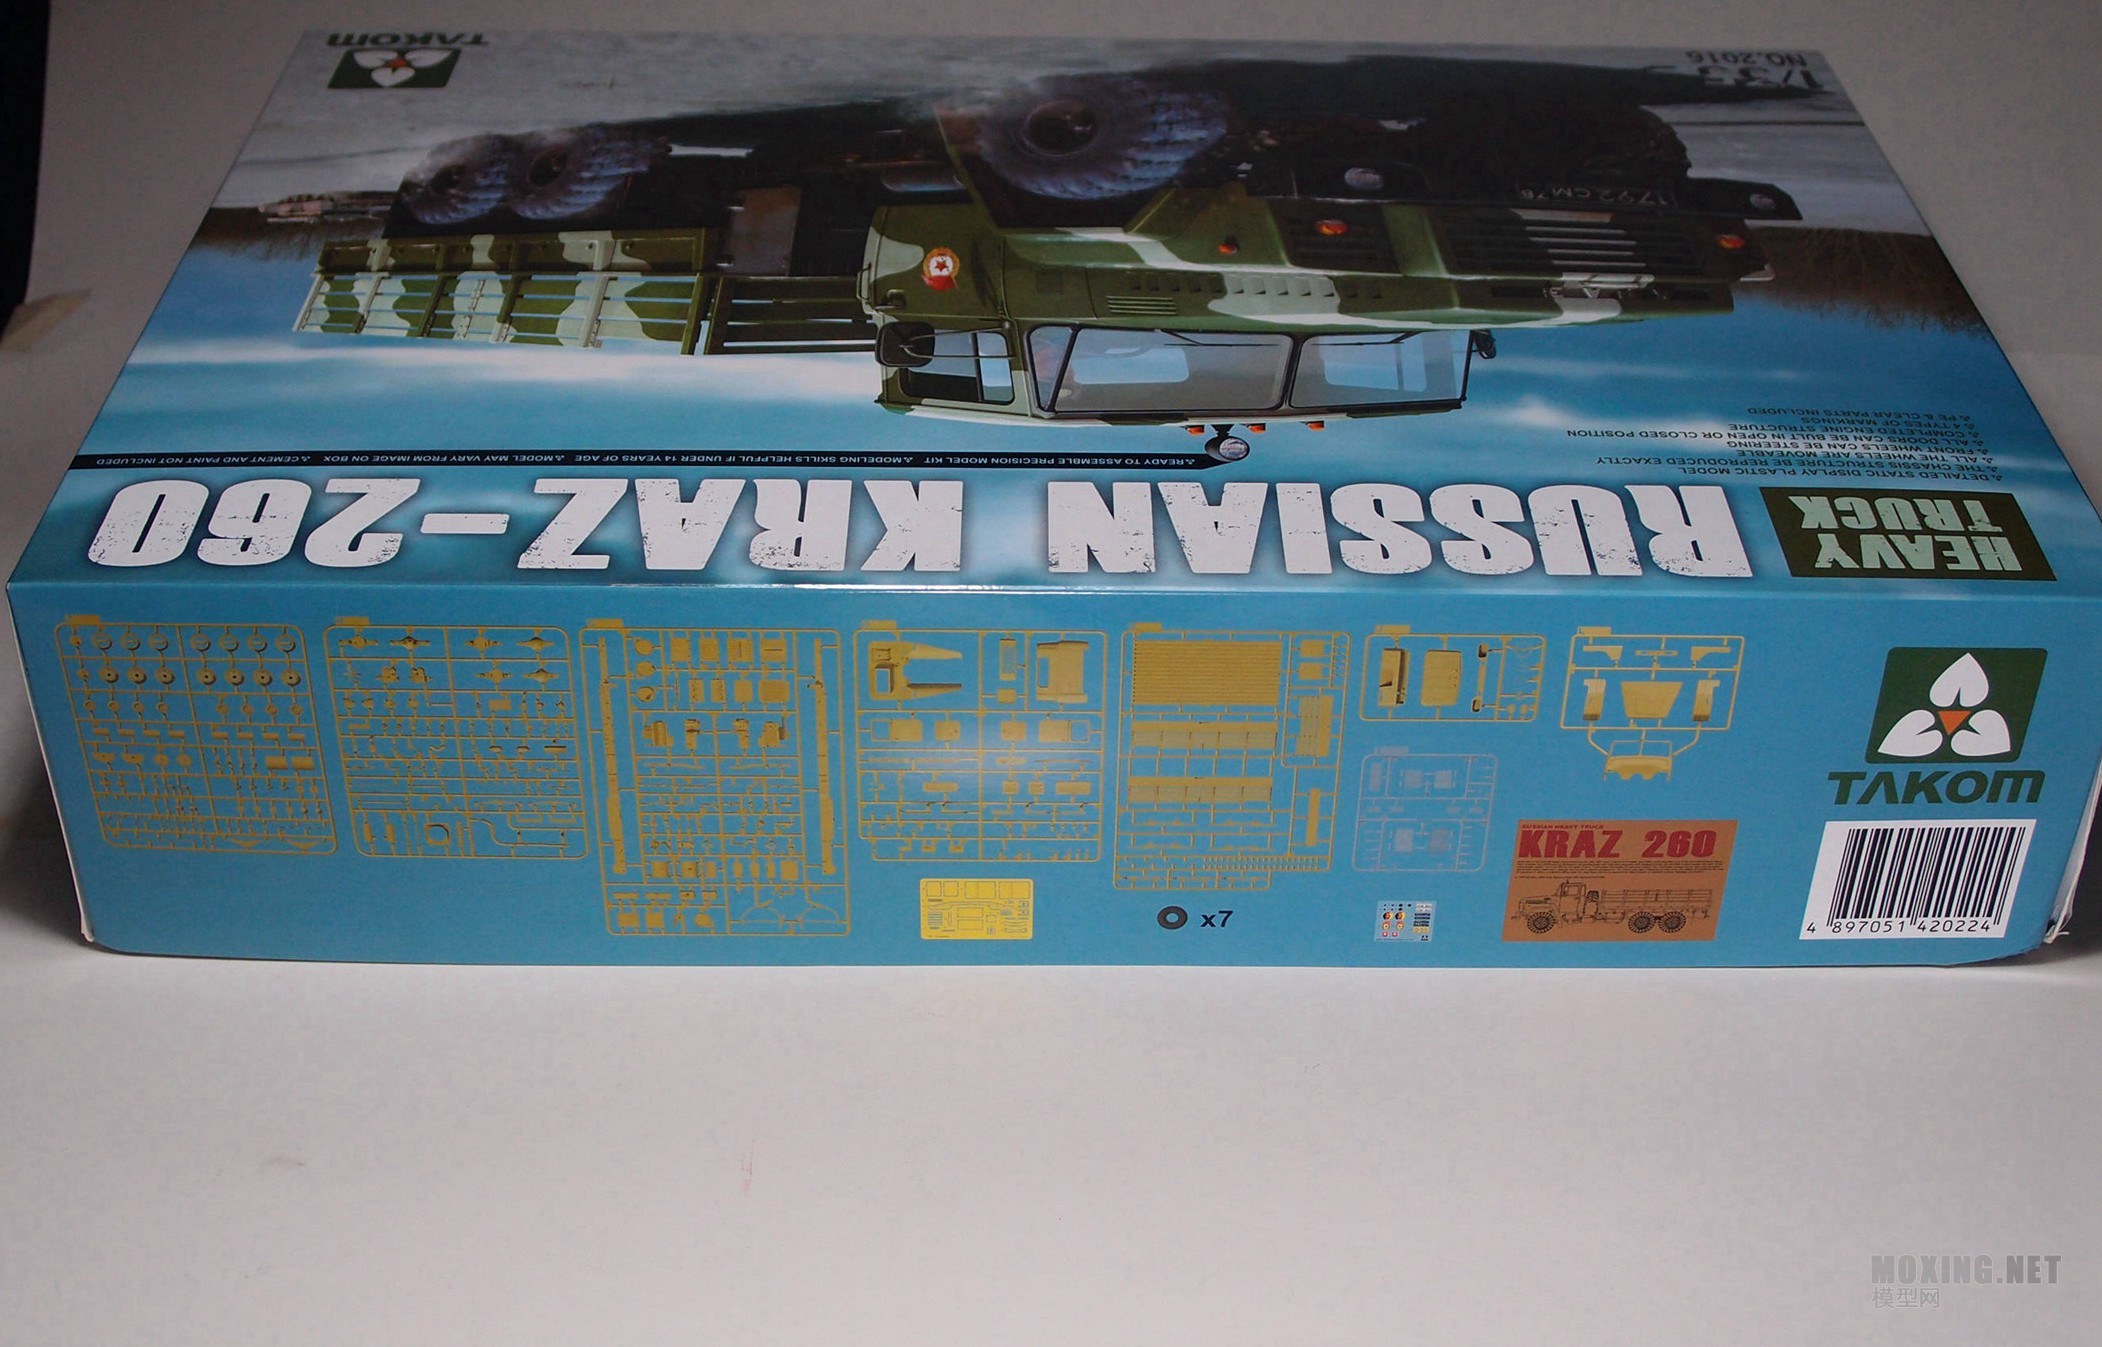 TAKOM
1/35
NO.2016
1792CM78
DETAILED STATIC DISPLAY PLASTIC MODEL
THE CHASSIS STRUCTURE BE REPRODUCED EXACTLY
ALL THE WHEELS ARE MOVEABLE
FRONT WHEELS CAN BE STEERING
ALL DOORS CAN BE BUILT IN OPEN OR CLOSED POSITION
COMPLETED ENGINE STRUCTURE
4 TYPES OF MARKINGS
PE & CLEAR PARTS INCLUDED
READY TO ASSEMBLE PRECISION MODEL KIT MODELING SKILLS HELPFUL IF UNDER 14 YEARS OF AGE MODEL MAY VARY FROM IMAGE ON BOX CEMENT AND PAINT NOT INCLUDED
HEAVY
TRUCK
RUSSIAN KRAZ-260
TAKOM
x7
RUSSIAN HEAVY TRUCK
KRAZ 260
4 897051 420224
MOXING.NET
模型网